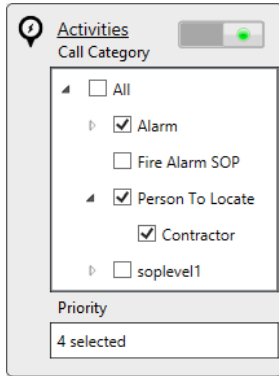 Activities
Call Category
All
Alarm
Fire Alarm SOP
Person To Locate
Contractor
soplevel1
Priority
4 selected